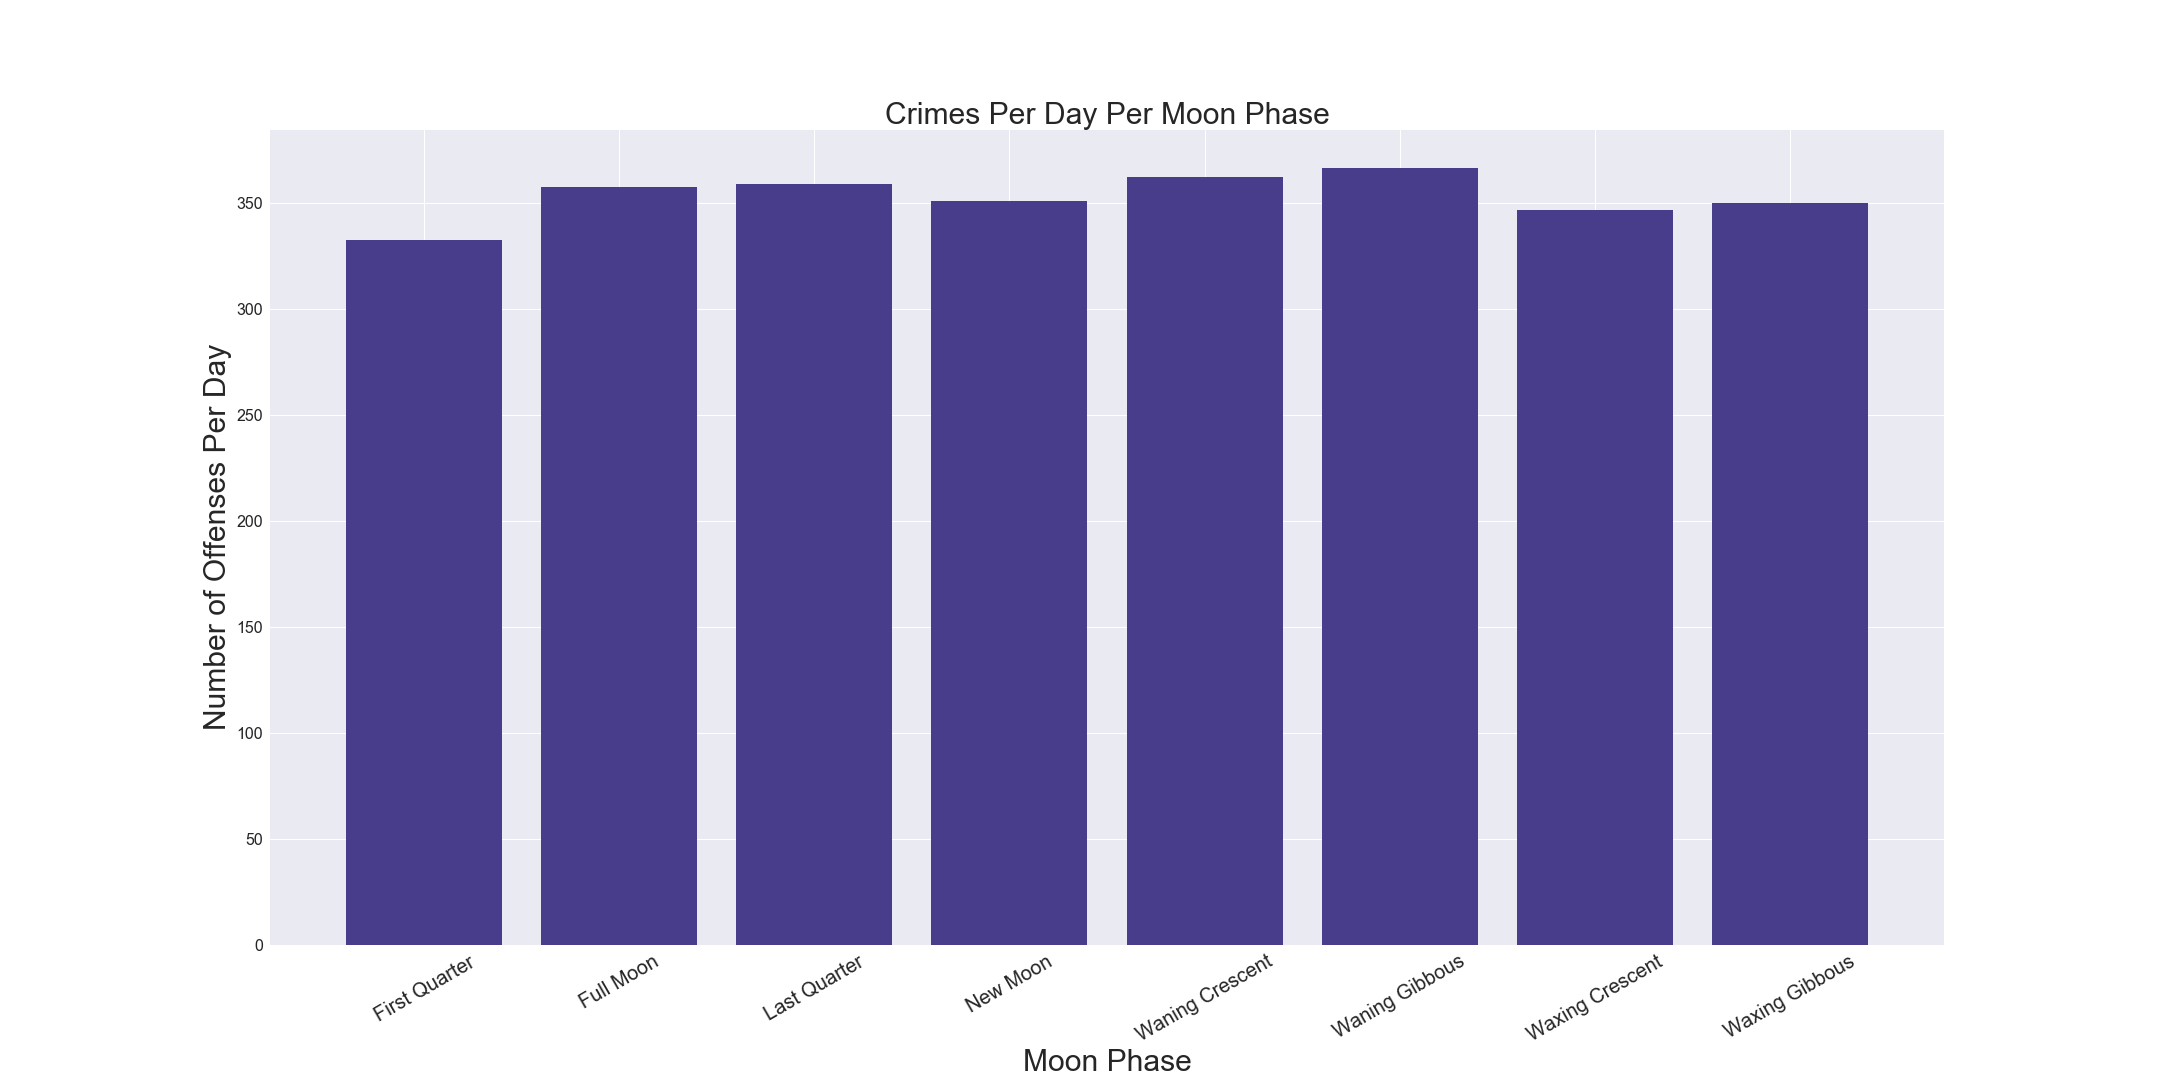 Crimes Per Day Per Moon Phase
Number of Offenses Per Day
350
300
250
200
150
100
50
0
First Quarter
Full Moon
Last Quarter
New Moon
Waning Crescent
Waning Gibbous
Waxing Crescent
Waxing Gibbous
Moon Phase